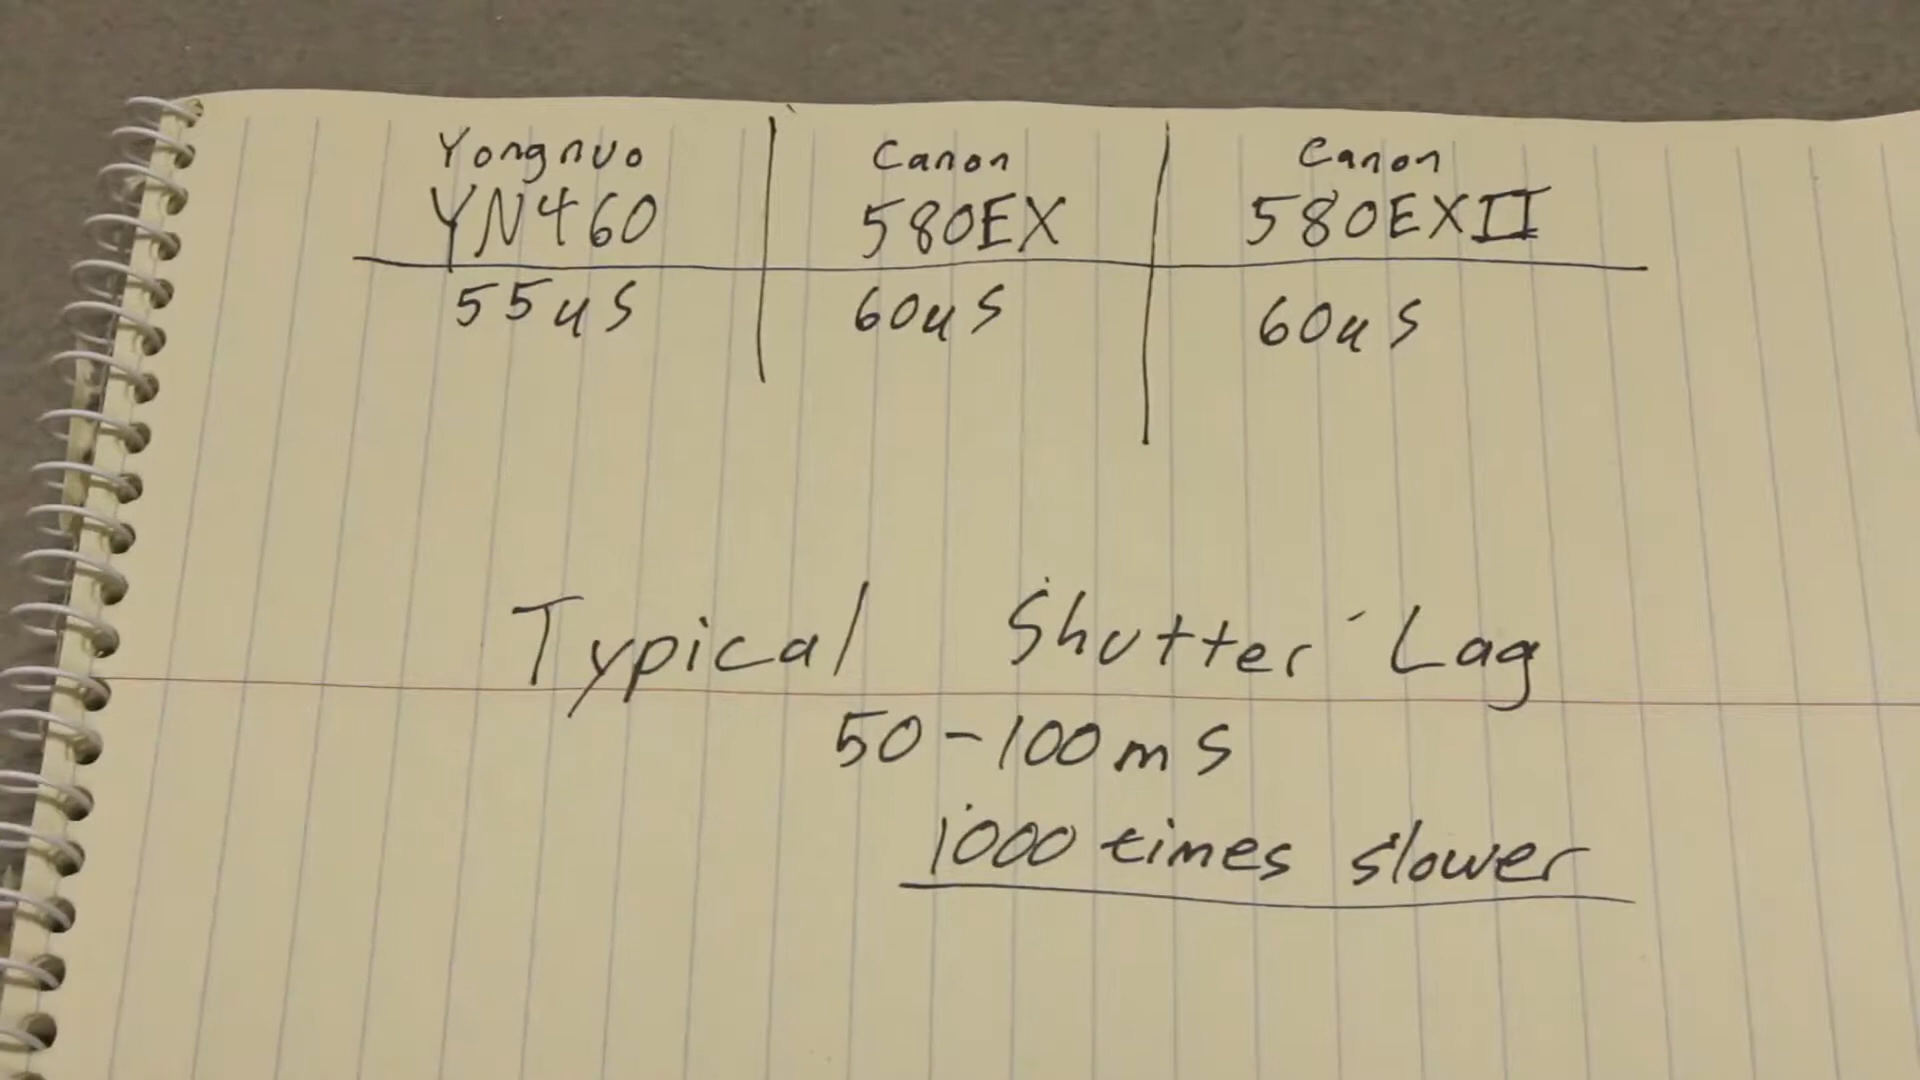 Yongnuo Canon Canon
YN460 580EX 580EXII
55uS 60uS 60uS
Typical Shutter Lag
50-100mS
1000 times slower